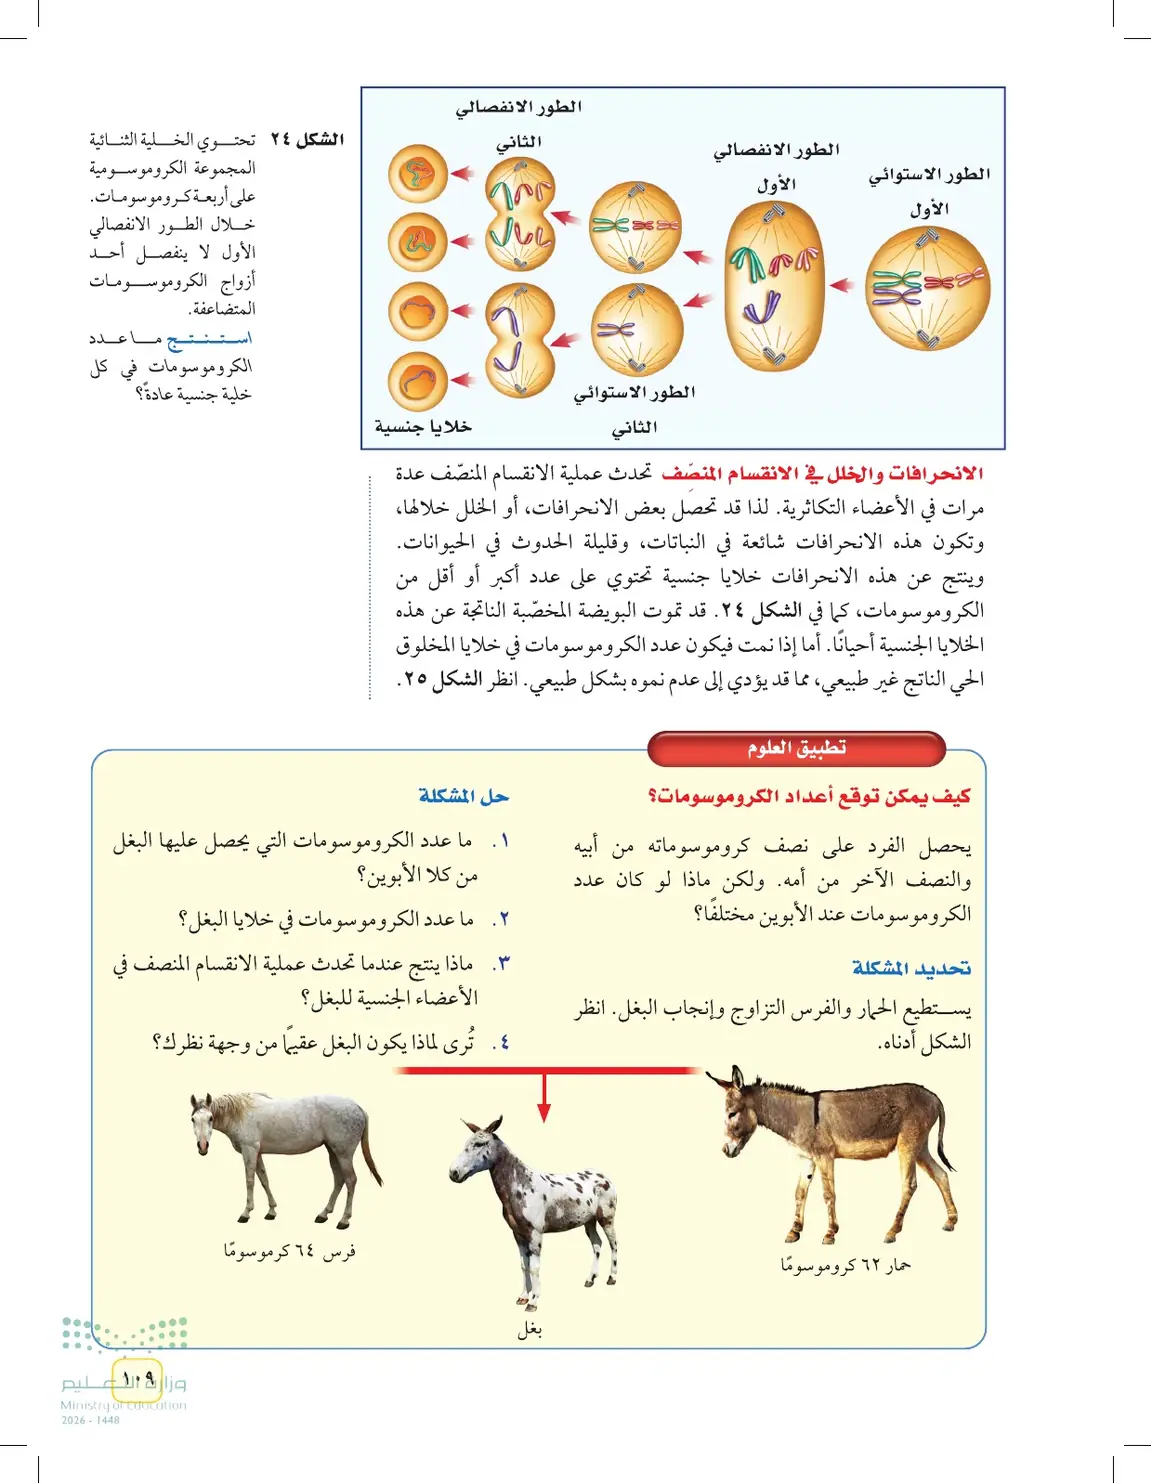 الطور الانفصالي
الثاني
الطور الانفصالي
الأول
الطور الاستوائي
الأول
الطور الاستوائي
الثاني
خلايا جنسية
الشكل ٢٤ تحتوي الخلية الثنائية
المجموعة الكروموسومية
على أربعة كروموسومات.
خلال الطور الانفصالي
الأول لا ينفصل أحد
أزواج الكروموسومات
المتضاعفة.
استنتج ما عدد
الكروموسومات في كل
خلية جنسية عادةً؟
الانحرافات والخلل في الانقسام المنصّف تحدث عملية الانقسام المنصّف عدة
مرات في الأعضاء التكاثرية. لذا قد تحصَل بعض الانحرافات، أو الخلل خلالها،
وتكون هذه الانحرافات شائعة في النباتات، وقليلة الحدوث في الحيوانات.
وينتج عن هذه الانحرافات خلايا جنسية تحتوي على عدد أكبر أو أقل من
الكروموسومات، كما في الشكل ٢٤. قد تموت البويضة المخصّبة الناتجة عن هذه
الخلايا الجنسية أحيانًا. أما إذا نمت فيكون عدد الكروموسومات في خلايا المخلوق
الحي الناتج غير طبيعي، مما قد يؤدي إلى عدم نموه بشكل طبيعي. انظر الشكل ٢٥.
تطبيق العلوم
كيف يمكن توقع أعداد الكروموسومات؟
يحصل الفرد على نصف كروموسوماته من أبيه
والنصف الآخر من أمه. ولكن ماذا لو كان عدد
الكروموسومات عند الأبوين مختلفًا؟
تحديد المشكلة
يستطيع الحمار والفرس التزاوج وإنجاب البغل. انظر
الشكل أدناه.
حل المشكلة
١. ما عدد الكروموسومات التي يحصل عليها البغل
من كلا الأبوين؟
٢. ما عدد الكروموسومات في خلايا البغل؟
٣. ماذا ينتج عندما تحدث عملية الانقسام المنصف في
الأعضاء الجنسية للبغل؟
٤. تُرى لماذا يكون البغل عقيمًا من وجهة نظرك؟
حمار ٦٢ كروموسومًا
فرس ٦٤ كرموسومًا
بغل
وزارة التعليم
١٠٩
Ministry of Education
2026 - 1448